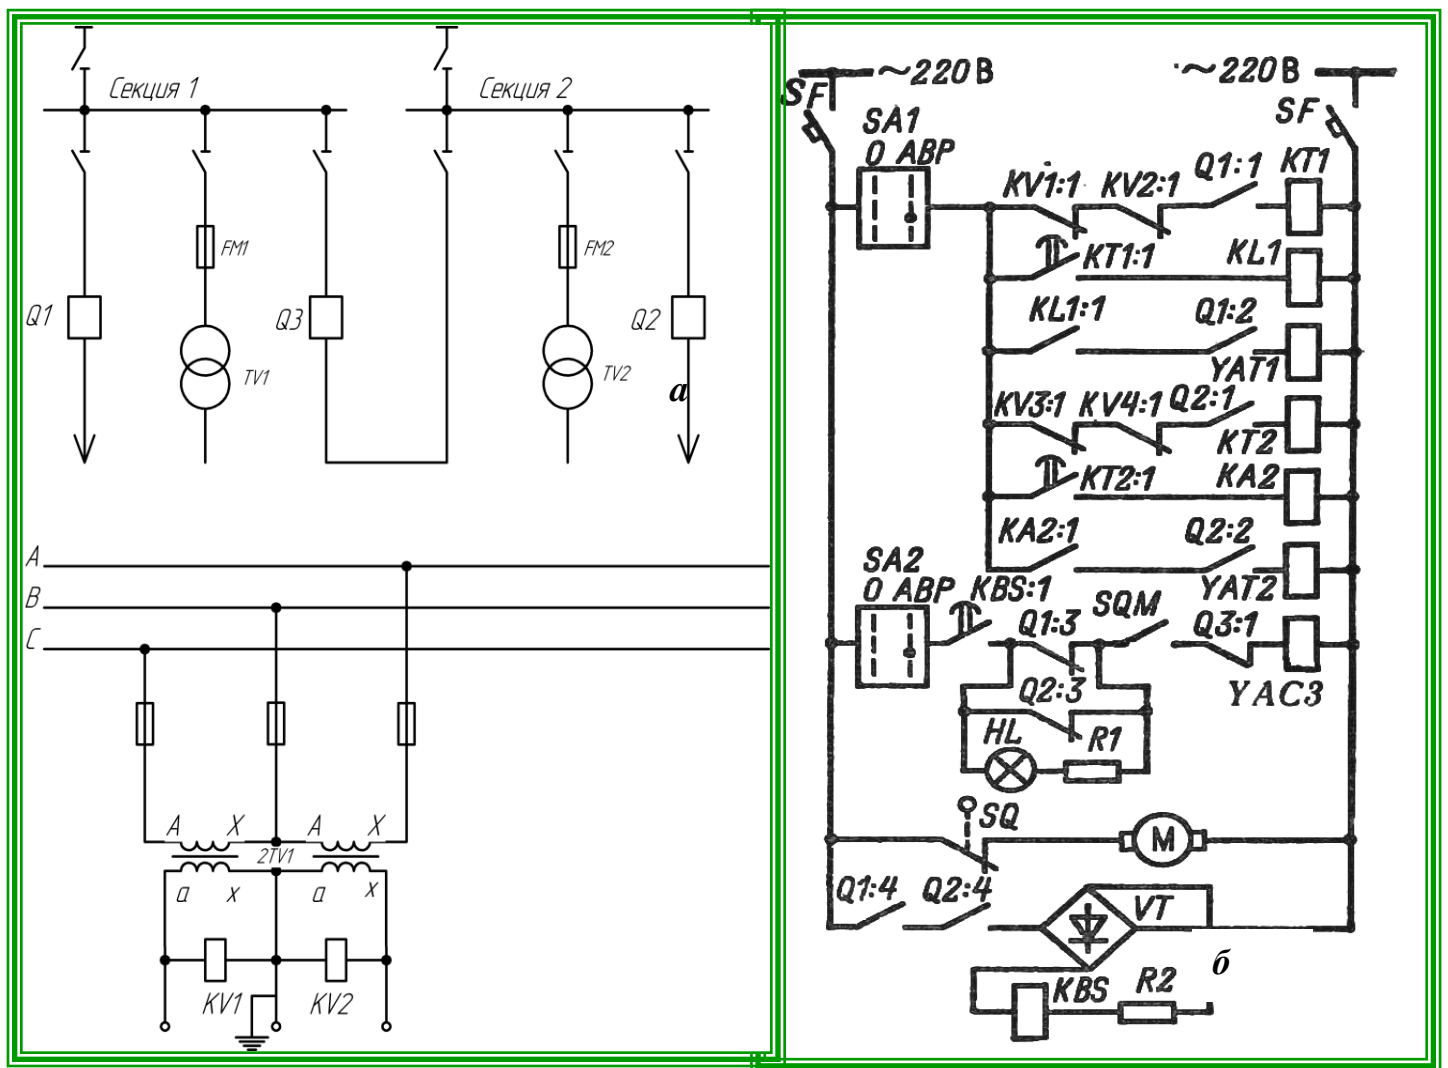 Секция 1
Секция 2
FM1
FM2
Q1
Q3
Q2
TV1
TV2
а
A
B
C
A X A X
2TV1
a x a x
KV1 KV2
~220В ~220В
SF
SF
SA1
0 АВР
KV1:1 KV2:1 Q1:1 KT1
KT1:1 KL1
KL1:1 Q1:2
YAT1
KV3:1 KV4:1 Q2:1
KT2
KT2:1 KA2
KA2:1 Q2:2
SA2
0 АВР KBS:1 YAT2
SQM
Q1:3 Q3:1
Q2:3 YAC3
HL R1
SQ
M
Q1:4 Q2:4
VT
б
KBS R2